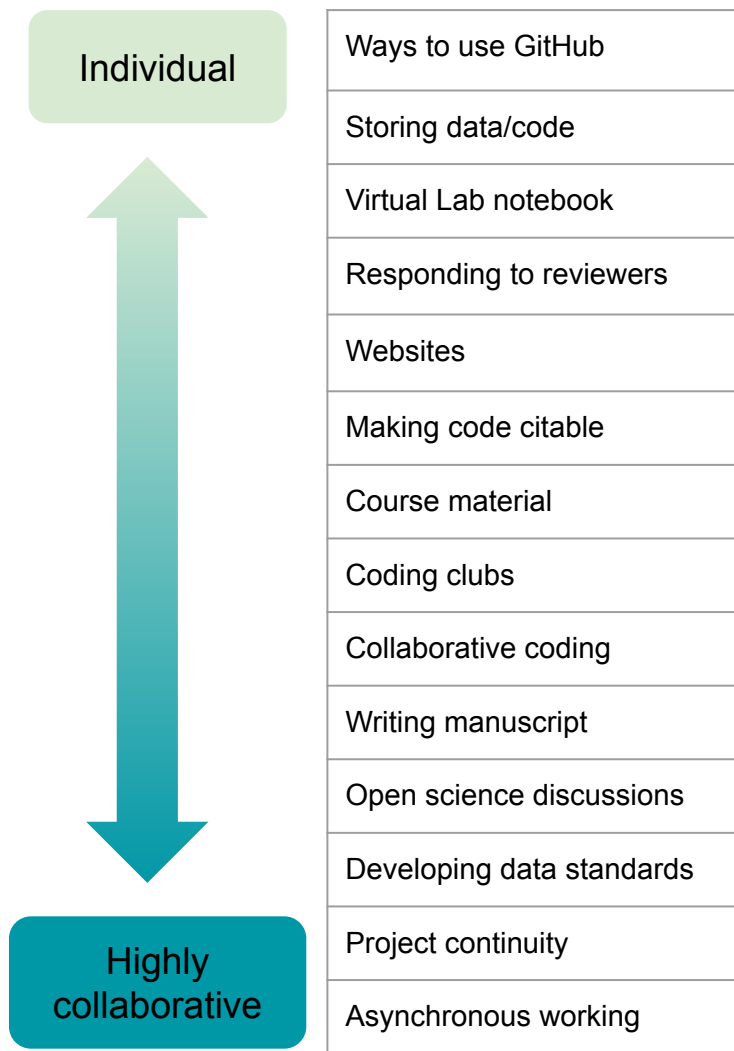 Individual
Highly
collaborative
Ways to use GitHub
Storing data/code
Virtual Lab notebook
Responding to reviewers
Websites
Making code citable
Course material
Coding clubs
Collaborative coding
Writing manuscript
Open science discussions
Developing data standards
Project continuity
Asynchronous working